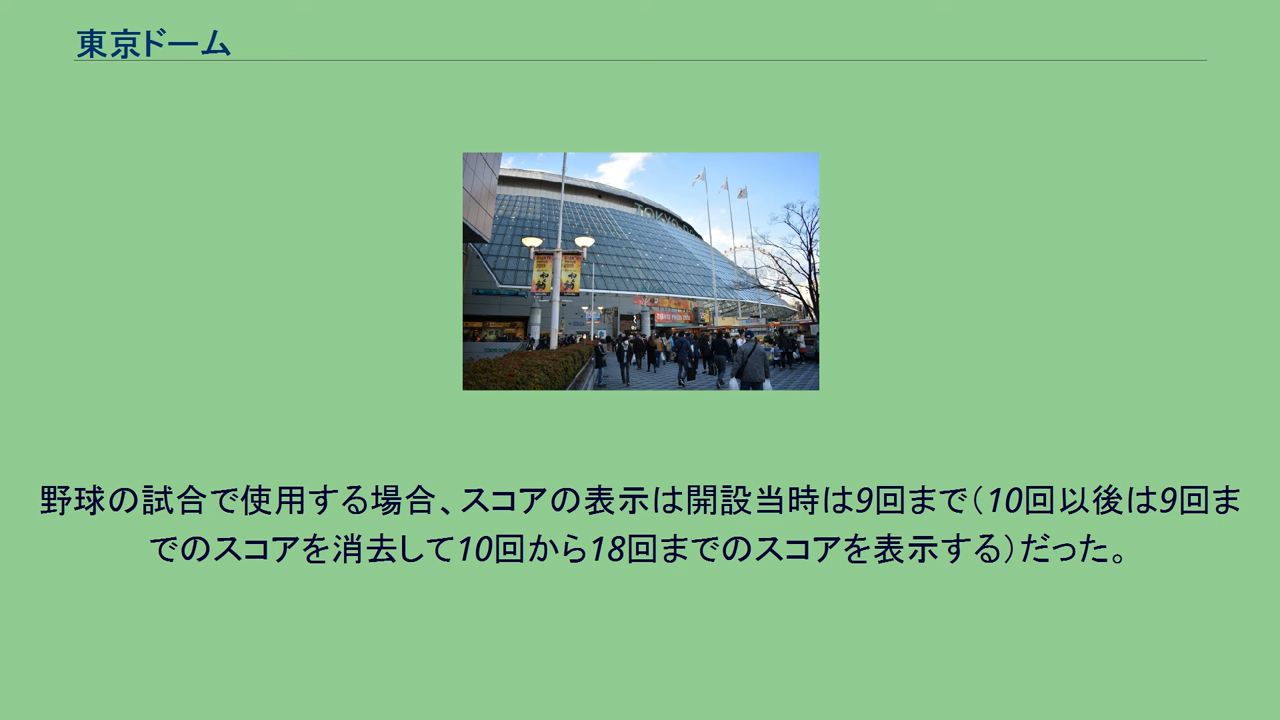 東京ドーム
TOKYO
野球の試合で使用する場合、スコアの表示は開設当時は9回まで（10回以後は9回ま
でのスコアを消去して10回から18回までのスコアを表示する）だった。